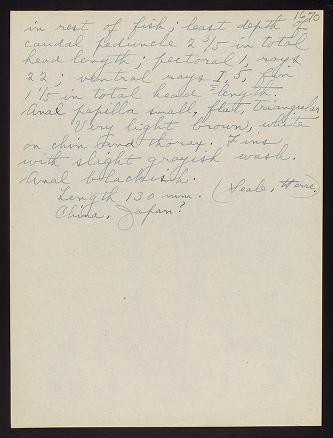 1670
in rest of fish; least depth of
caudal peduncle 2 3/5 in total
head length; pectoral 1, rays
22; ventral rays I, 5, fin
1 1/5 in total head length.
Anal papilla small, flat, triangular
Very light brown, white
on chin and thorax. Fins
with slight grayish wash.
Anal blackish.
Length 130 mm. (Seale, Herre.
China, Japan?